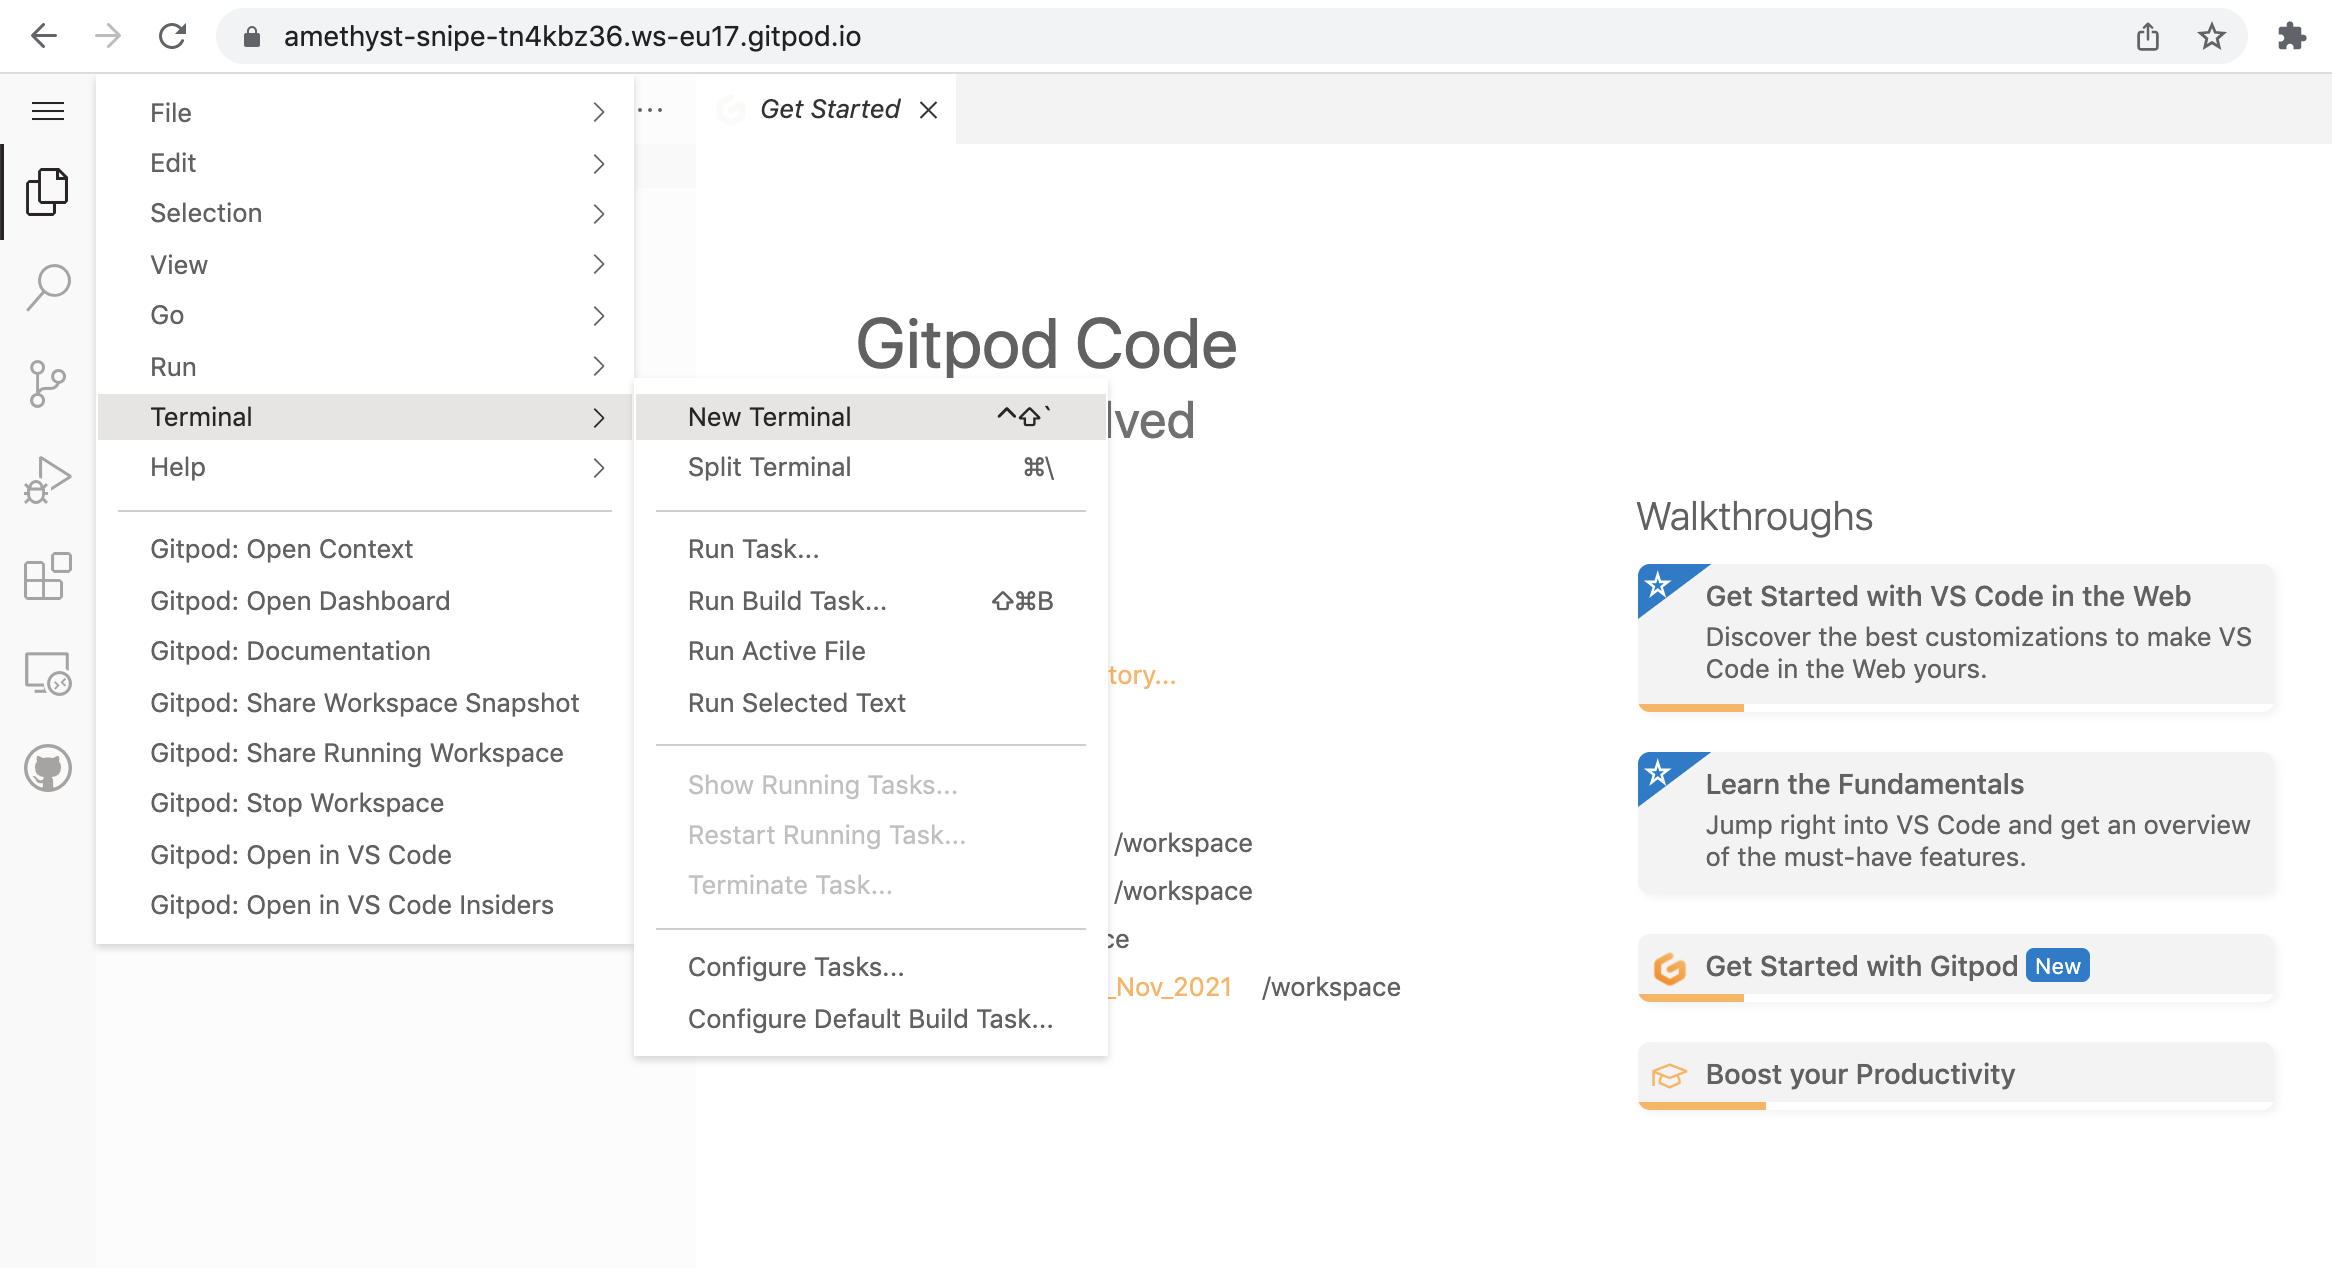 amethyst-snipe-tn4kbz36.ws-eu17.gitpod.io
File
Edit
Selection
View
Go
Run
Terminal
Help
Gitpod: Open Context
Gitpod: Open Dashboard
Gitpod: Documentation
Gitpod: Share Workspace Snapshot
Gitpod: Share Running Workspace
Gitpod: Stop Workspace
Gitpod: Open in VS Code
Gitpod: Open in VS Code Insiders
New Terminal ^⇧`
Split Terminal ⌘\
Run Task...
Run Build Task... ⇧⌘B
Run Active File
Run Selected Text
Show Running Tasks...
Restart Running Task...
Terminate Task...
Configure Tasks...
Configure Default Build Task...
Get Started
Gitpod Code
lved
tory...
/workspace
/workspace
ce
_Nov_2021 /workspace
Walkthroughs
Get Started with VS Code in the Web
Discover the best customizations to make VS
Code in the Web yours.
Learn the Fundamentals
Jump right into VS Code and get an overview
of the must-have features.
Get Started with Gitpod New
Boost your Productivity